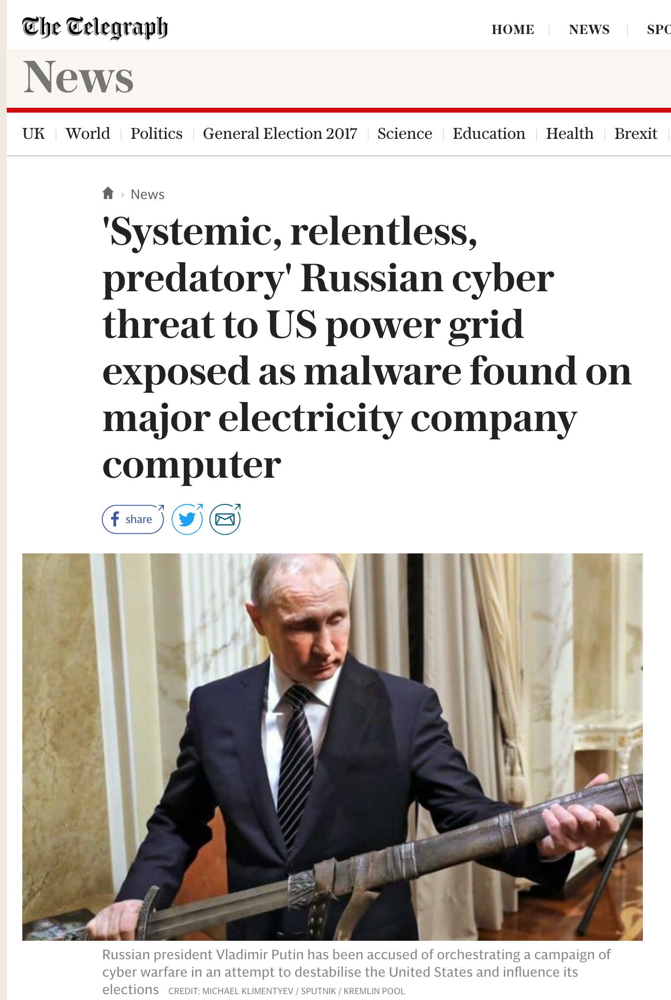 The Telegraph
HOME
NEWS
SPO
News
UK
World
Politics
General Election 2017
Science
Education
Health
Brexit
› News
'Systemic, relentless,
predatory' Russian cyber
threat to US power grid
exposed as malware found on
major electricity company
computer
share
Russian president Vladimir Putin has been accused of orchestrating a campaign of
cyber warfare in an attempt to destabilise the United States and influence its
elections CREDIT: MICHAEL KLIMENTYEV / SPUTNIK / KREMLIN POOL